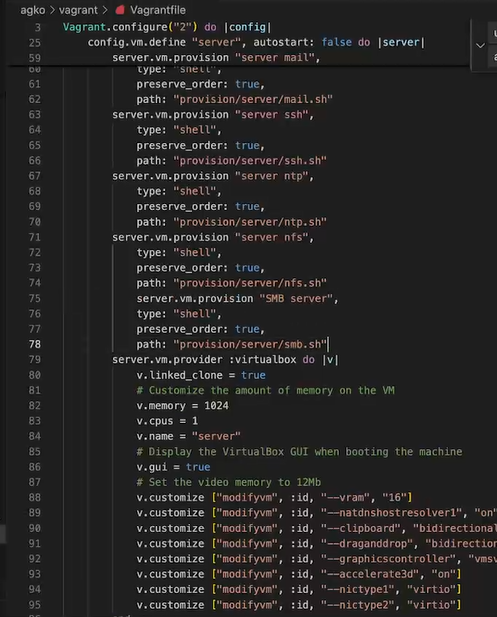 agko > vagrant > Vagrantfile
3 Vagrant.configure("2") do |config|
25 config.vm.define "server", autostart: false do |server|
59 server.vm.provision "server mail",
60 type: "shell",
61 preserve_order: true,
62 path: "provision/server/mail.sh"
63 server.vm.provision "server ssh",
64 type: "shell",
65 preserve_order: true,
66 path: "provision/server/ssh.sh"
67 server.vm.provision "server ntp",
68 type: "shell",
69 preserve_order: true,
70 path: "provision/server/ntp.sh"
71 server.vm.provision "server nfs",
72 type: "shell",
73 preserve_order: true,
74 path: "provision/server/nfs.sh"
75 server.vm.provision "SMB server",
76 type: "shell",
77 preserve_order: true,
78 path: "provision/server/smb.sh"
79 server.vm.provider :virtualbox do |v|
80 v.linked_clone = true
81 # Customize the amount of memory on the VM
82 v.memory = 1024
83 v.cpus = 1
84 v.name = "server"
85 # Display the VirtualBox GUI when booting the machine
86 v.gui = true
87 # Set the video memory to 12Mb
88 v.customize ["modifyvm", :id, "--vram", "16"]
89 v.customize ["modifyvm", :id, "--natdnshostresolver1", "on"
90 v.customize ["modifyvm", :id, "--clipboard", "bidirectional
91 v.customize ["modifyvm", :id, "--draganddrop", "bidirection
92 v.customize ["modifyvm", :id, "--graphicscontroller", "vmsv
93 v.customize ["modifyvm", :id, "--accelerate3d", "on"]
94 v.customize ["modifyvm", :id, "--nictype1", "virtio"]
95 v.customize ["modifyvm", :id, "--nictype2", "virtio"]